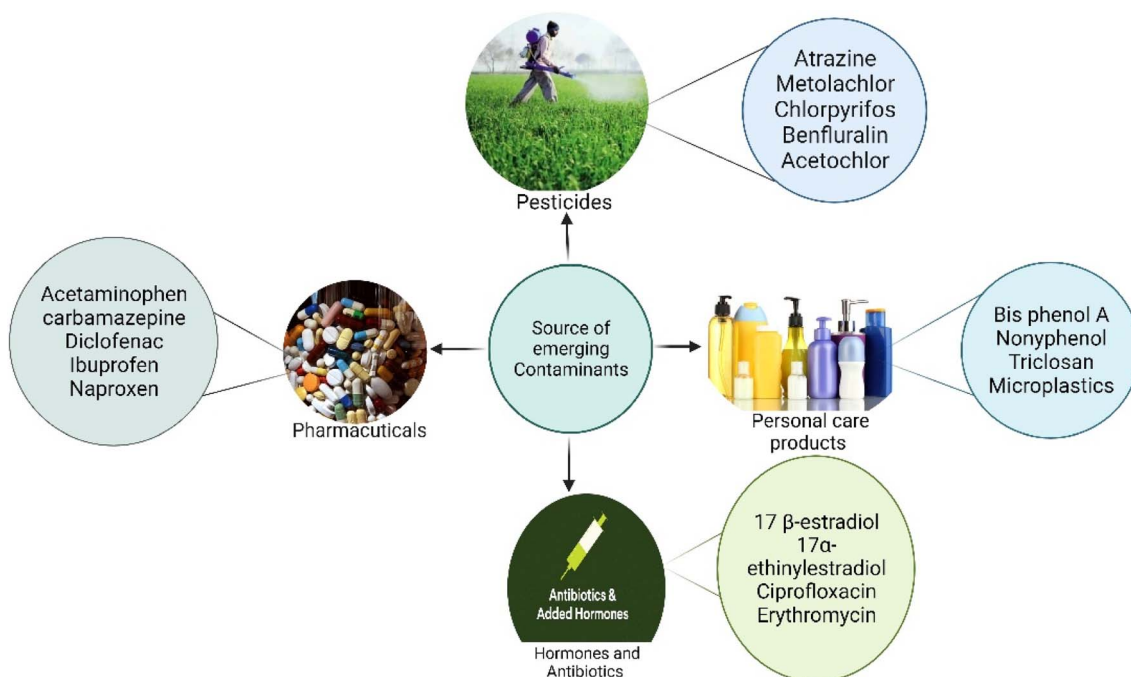 Atrazine
Metolachlor
Chlorpyrifos
Benfluralin
Acetochlor
Pesticides
Acetaminophen
carbamazepine
Diclofenac
Ibuprofen
Naproxen
Pharmacuticals
Source of
emerging
Contaminants
Personal care
products
Bis phenol A
Nonyphenol
Triclosan
Microplastics
Antibiotics &
Added Hormones
Hormones and
Antibiotics
17 β-estradiol
17α-
ethinylestradiol
Ciprofloxacin
Erythromycin